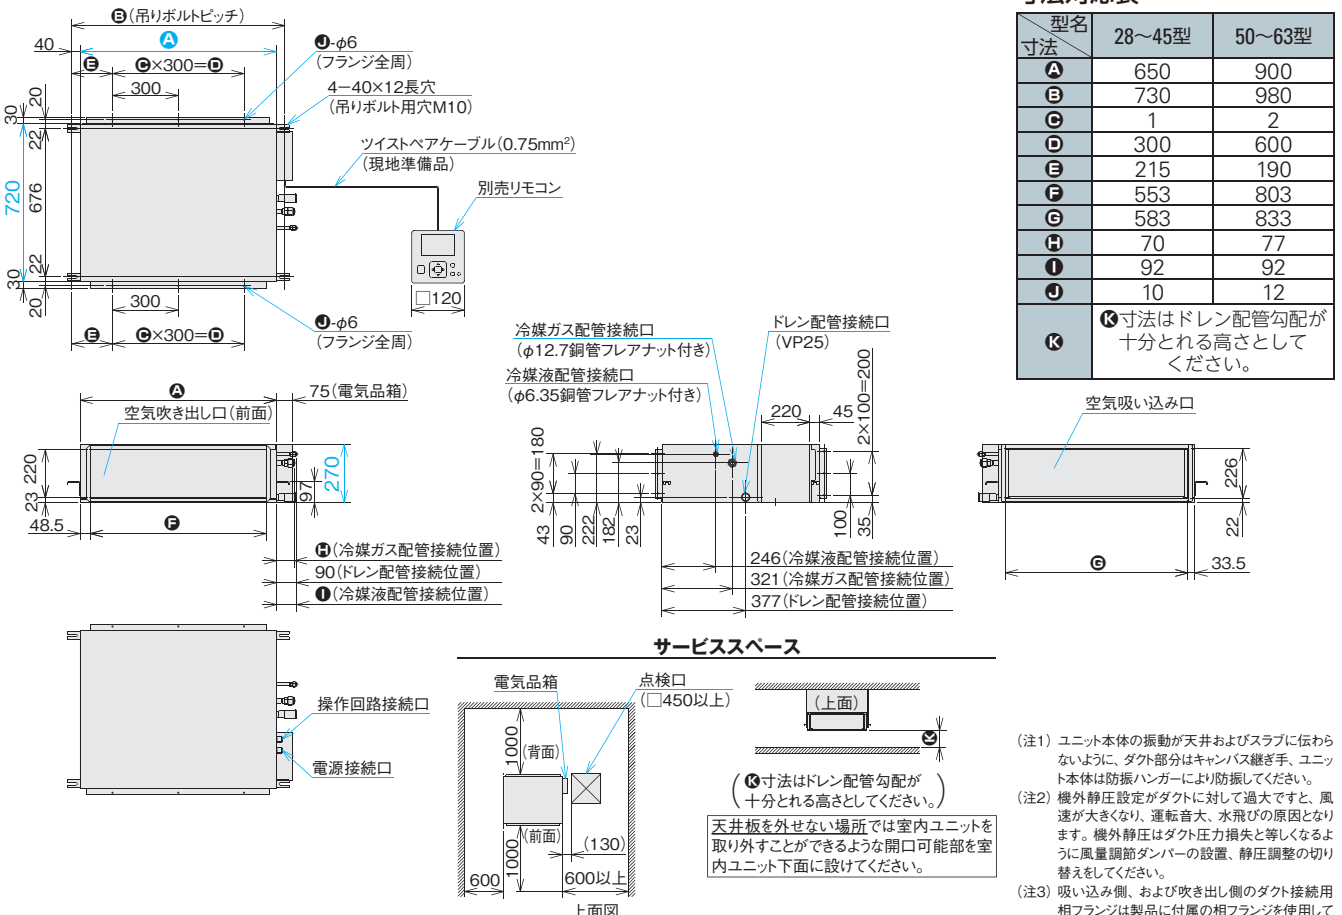 寸法対応表
Ⓑ(吊りボルトピッチ)
Ⓐ
40
Ⓔ
Ⓒ×300=Ⓓ
300
Ⓙ-φ6
(フランジ全周)
4−40×12長穴
(吊りボルト用穴M10)
ツイストペアケーブル(0.75mm²)
(現地準備品)
別売リモコン
□120
30
20
22
720
676
22
30
20
300
Ⓔ
Ⓒ×300=Ⓓ
Ⓙ-φ6
(フランジ全周)
型名
寸法
28〜45型
50〜63型
Ⓐ 650 900
Ⓑ 730 980
Ⓒ 1 2
Ⓓ 300 600
Ⓔ 215 190
Ⓕ 553 803
Ⓖ 583 833
Ⓗ 70 77
Ⓘ 92 92
Ⓙ 10 12
Ⓚ
Ⓚ寸法はドレン配管勾配が
十分とれる高さとして
ください。
Ⓐ
75(電気品箱)
空気吹き出し口(前面)
220
23
270
97
48.5
Ⓕ
Ⓗ(冷媒ガス配管接続位置)
90(ドレン配管接続位置)
Ⓘ(冷媒液配管接続位置)
冷媒ガス配管接続口
(φ12.7銅管フレアナット付き)
冷媒液配管接続口
(φ6.35銅管フレアナット付き)
ドレン配管接続口
(VP25)
220
45
2×100=200
2×90=180
43
90
222
182
23
100
35
246(冷媒液配管接続位置)
321(冷媒ガス配管接続位置)
377(ドレン配管接続位置)
空気吸い込み口
226
22
Ⓖ
33.5
操作回路接続口
電源接続口
サービススペース
電気品箱
点検口
(□450以上)
1000
(背面)
(前面)
1000
(130)
600
600以上
上面図
(上面)
Ⓚ
(Ⓚ寸法はドレン配管勾配が
十分とれる高さとしてください。)
天井板を外せない場所では室内ユニットを
取り外すことができるような開口可能部を室
内ユニット下面に設けてください。
(注1) ユニット本体の振動が天井およびスラブに伝わら
ないように、ダクト部分はキャンバス継ぎ手、ユニッ
ト本体は防振ハンガーにより防振してください。
(注2) 機外静圧設定がダクトに対して過大ですと、風
速が大きくなり、運転音大、水飛びの原因となり
ます。機外静圧はダクト圧力損失と等しくなるよ
うに風量調節ダンパーの設置、静圧調整の切り
替えをしてください。
(注3) 吸い込み側、および吹き出し側のダクト接続用
相フランジは製品に付属の相フランジを使用して